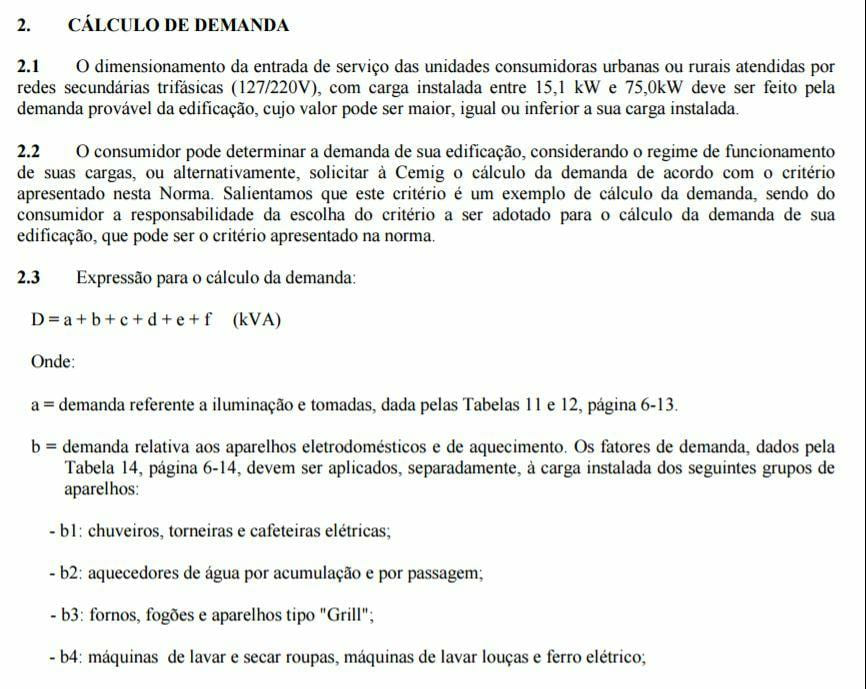 2. CÁLCULO DE DEMANDA
2.1 O dimensionamento da entrada de serviço das unidades consumidoras urbanas ou rurais atendidas por
redes secundárias trifásicas (127/220V), com carga instalada entre 15,1 kW e 75,0kW deve ser feito pela
demanda provável da edificação, cujo valor pode ser maior, igual ou inferior a sua carga instalada.
2.2 O consumidor pode determinar a demanda de sua edificação, considerando o regime de funcionamento
de suas cargas, ou alternativamente, solicitar à Cemig o cálculo da demanda de acordo com o critério
apresentado nesta Norma. Salientamos que este critério é um exemplo de cálculo da demanda, sendo do
consumidor a responsabilidade da escolha do critério a ser adotado para o cálculo da demanda de sua
edificação, que pode ser o critério apresentado na norma.
2.3 Expressão para o cálculo da demanda:
D = a + b + c + d + e + f (kVA)
Onde:
a = demanda referente a iluminação e tomadas, dada pelas Tabelas 11 e 12, página 6-13.
b = demanda relativa aos aparelhos eletrodomésticos e de aquecimento. Os fatores de demanda, dados pela
Tabela 14, página 6-14, devem ser aplicados, separadamente, à carga instalada dos seguintes grupos de
aparelhos:
- b1: chuveiros, torneiras e cafeteiras elétricas;
- b2: aquecedores de água por acumulação e por passagem;
- b3: fornos, fogões e aparelhos tipo "Grill";
- b4: máquinas de lavar e secar roupas, máquinas de lavar louças e ferro elétrico;